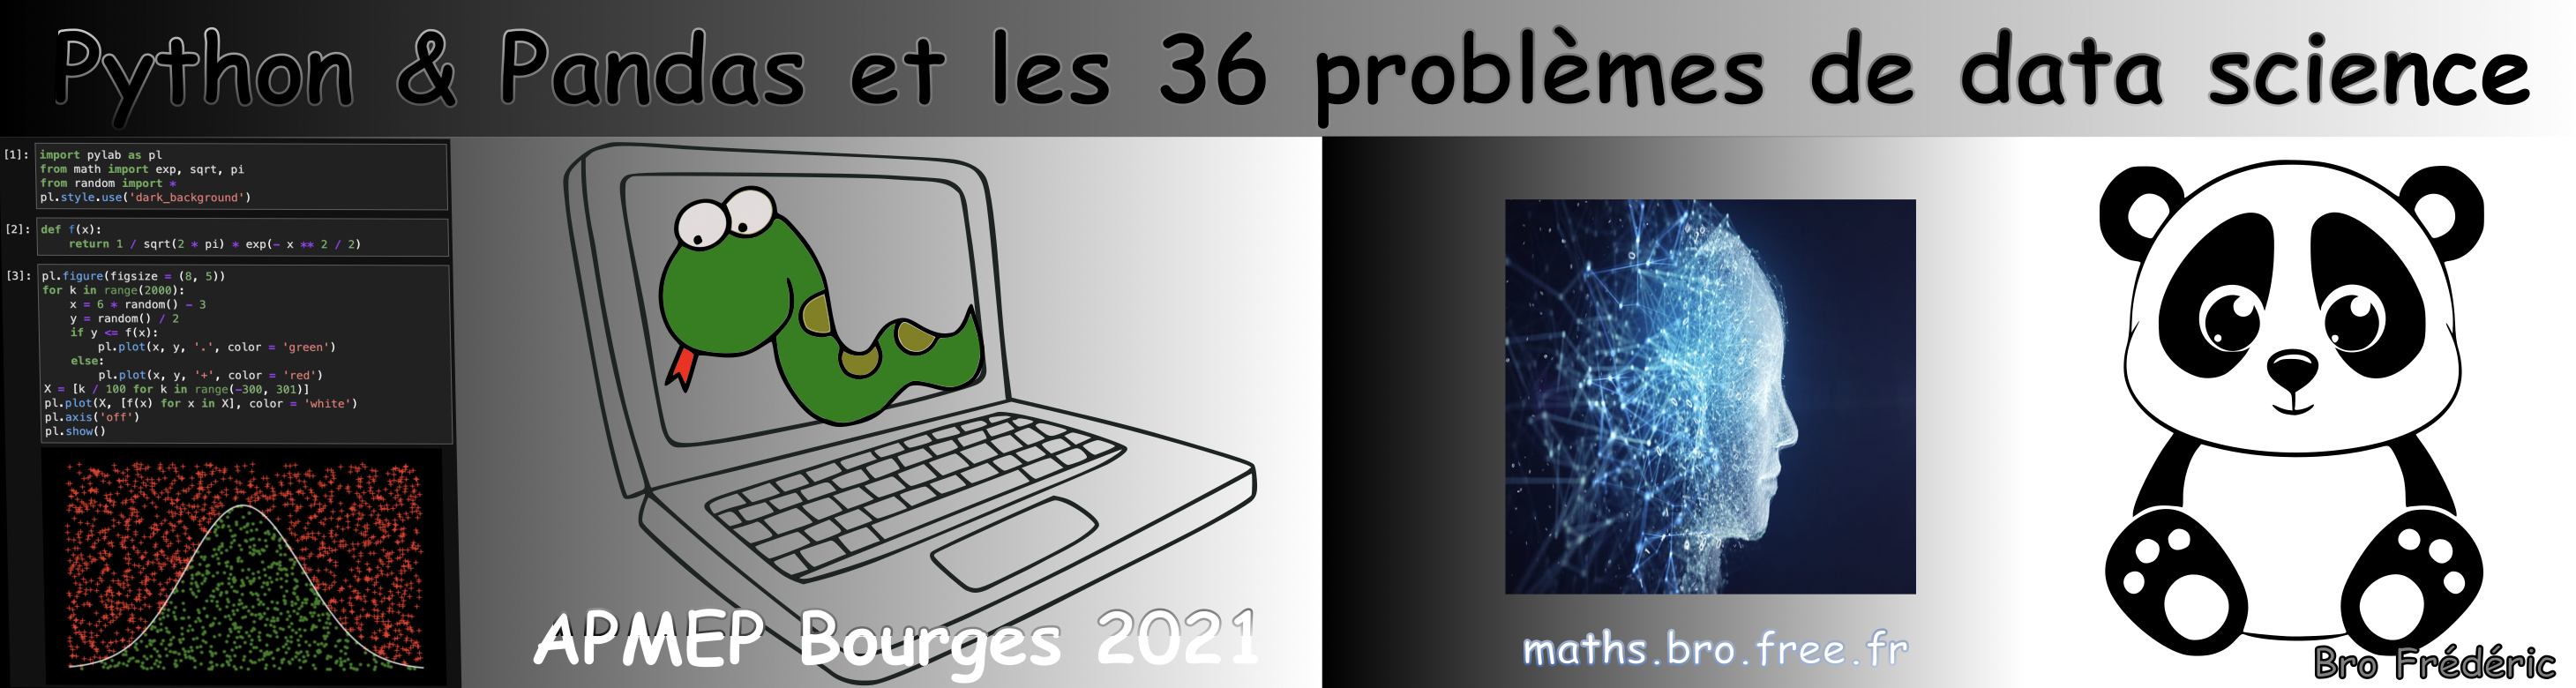 Python & Pandas et les 36 problèmes de data science
[1]: import pylab as pl
from math import exp, sqrt, pi
from random import *
pl.style.use('dark_background')
[2]: def f(x):
return 1 / sqrt(2 * pi) * exp(- x ** 2 / 2)
[3]: pl.figure(figsize = (8, 5))
for k in range(2000):
x = 6 * random() - 3
y = random() / 2
if y <= f(x):
pl.plot(x, y, '.', color = 'green')
else:
pl.plot(x, y, '+', color = 'red')
X = [k / 100 for k in range(-300, 301)]
pl.plot(X, [f(x) for x in X], color = 'white')
pl.axis('off')
pl.show()
APMEP Bourges 2021
maths.bro.free.fr
Bro Frédéric